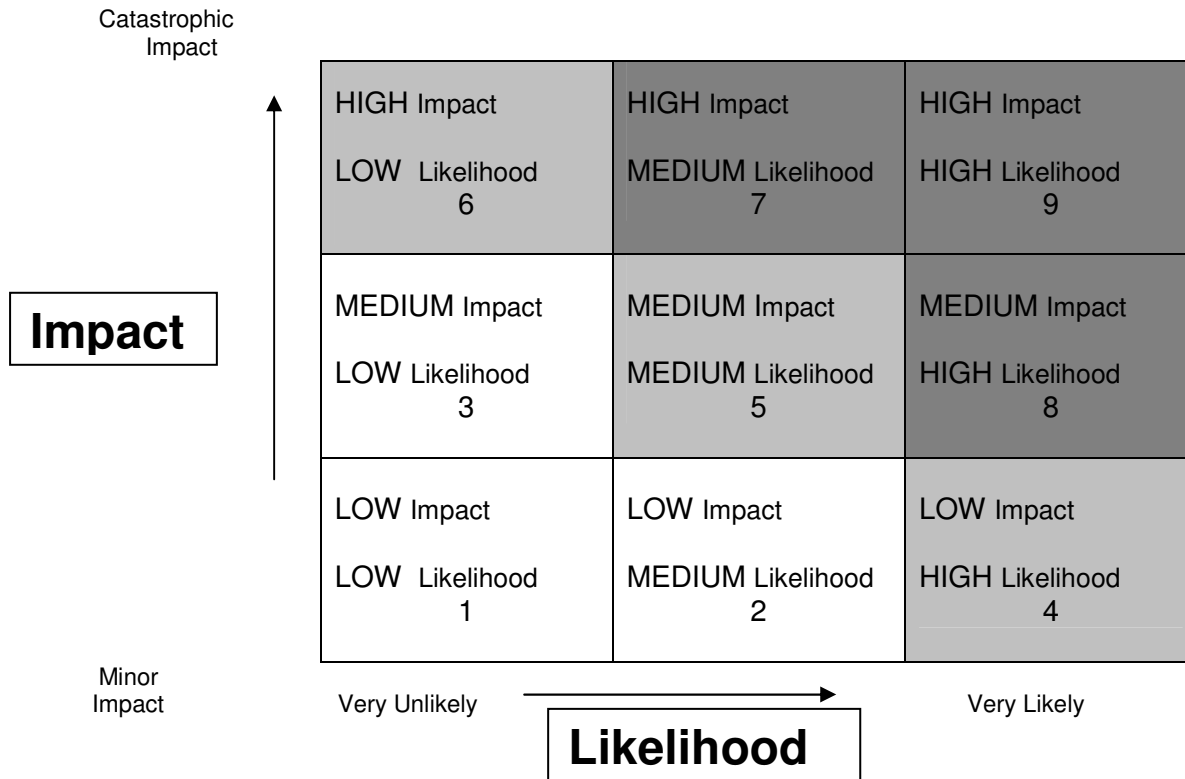 Catastrophic
Impact
HIGH Impact
LOW Likelihood
6
HIGH Impact
MEDIUM Likelihood
7
HIGH Impact
HIGH Likelihood
9
Impact
MEDIUM Impact
LOW Likelihood
3
MEDIUM Impact
MEDIUM Likelihood
5
MEDIUM Impact
HIGH Likelihood
8
LOW Impact
LOW Likelihood
1
LOW Impact
MEDIUM Likelihood
2
LOW Impact
HIGH Likelihood
4
Minor
Impact
Very Unlikely
Very Likely
Likelihood